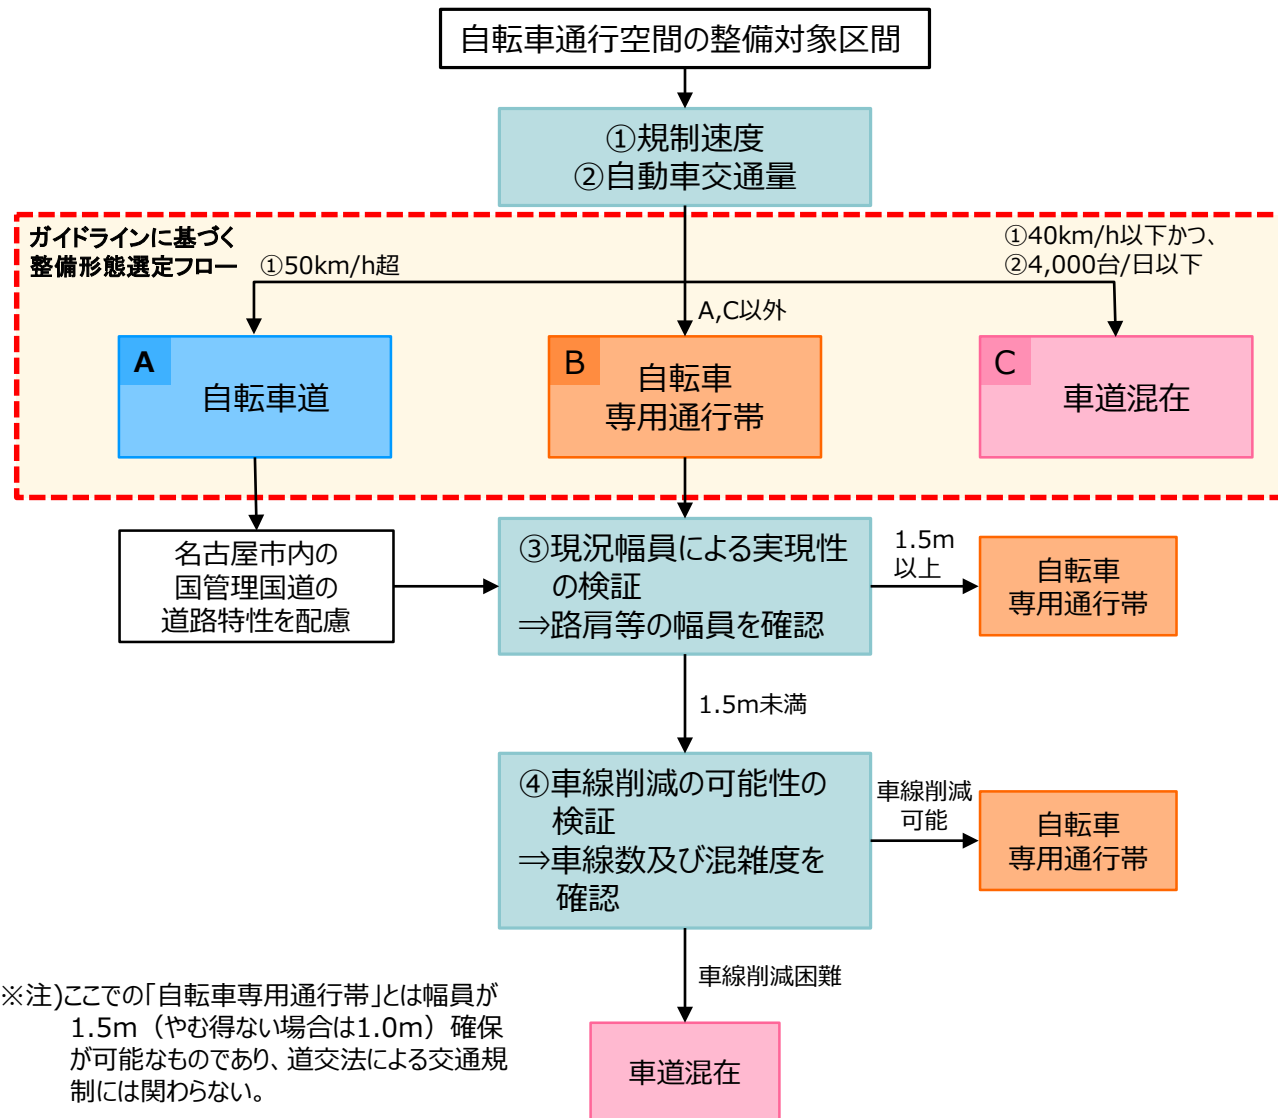 自転車通行空間の整備対象区間
①規制速度
②自動車交通量
ガイドラインに基づく
整備形態選定フロー
①50km/h超
①40km/h以下かつ、
②4,000台/日以下
A,C以外
A
自転車道
B
自転車
専用通行帯
C
車道混在
名古屋市内の
国管理国道の
道路特性を配慮
③現況幅員による実現性
の検証
⇒路肩等の幅員を確認
1.5m
以上
自転車
専用通行帯
1.5m未満
④車線削減の可能性の
検証
⇒車線数及び混雑度を
確認
車線削減
可能
自転車
専用通行帯
車線削減困難
車道混在
※注)ここでの「自転車専用通行帯」とは幅員が
1.5m（やむ得ない場合は1.0m）確保
が可能なものであり、道交法による交通規
制には関わらない。